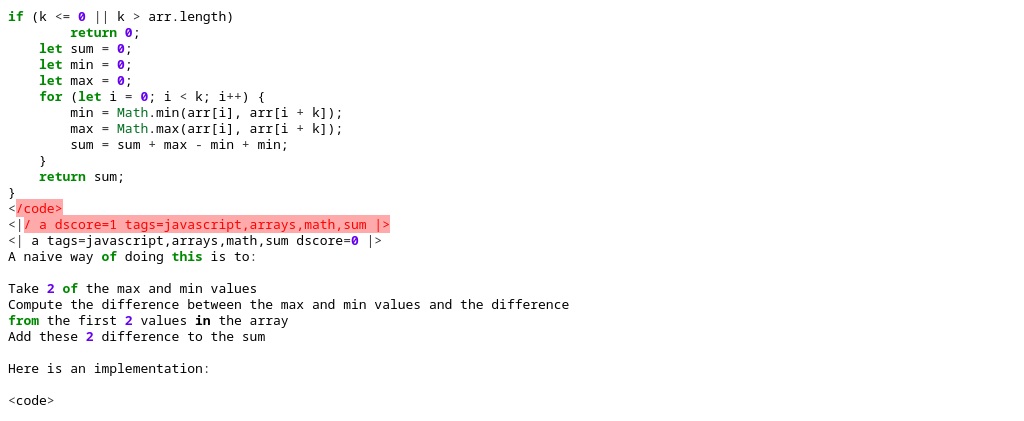 if (k <= 0 || k > arr.length)
        return 0;
    let sum = 0;
    let min = 0;
    let max = 0;
    for (let i = 0; i < k; i++) {
        min = Math.min(arr[i], arr[i + k]);
        max = Math.max(arr[i], arr[i + k]);
        sum = sum + max - min + min;
    }
    return sum;
}
</code>
<|/ a dscore=1 tags=javascript,arrays,math,sum |>
<| a tags=javascript,arrays,math,sum dscore=0 |>
A naive way of doing this is to:

Take 2 of the max and min values
Compute the difference between the max and min values and the difference
from the first 2 values in the array
Add these 2 difference to the sum

Here is an implementation:

<code>